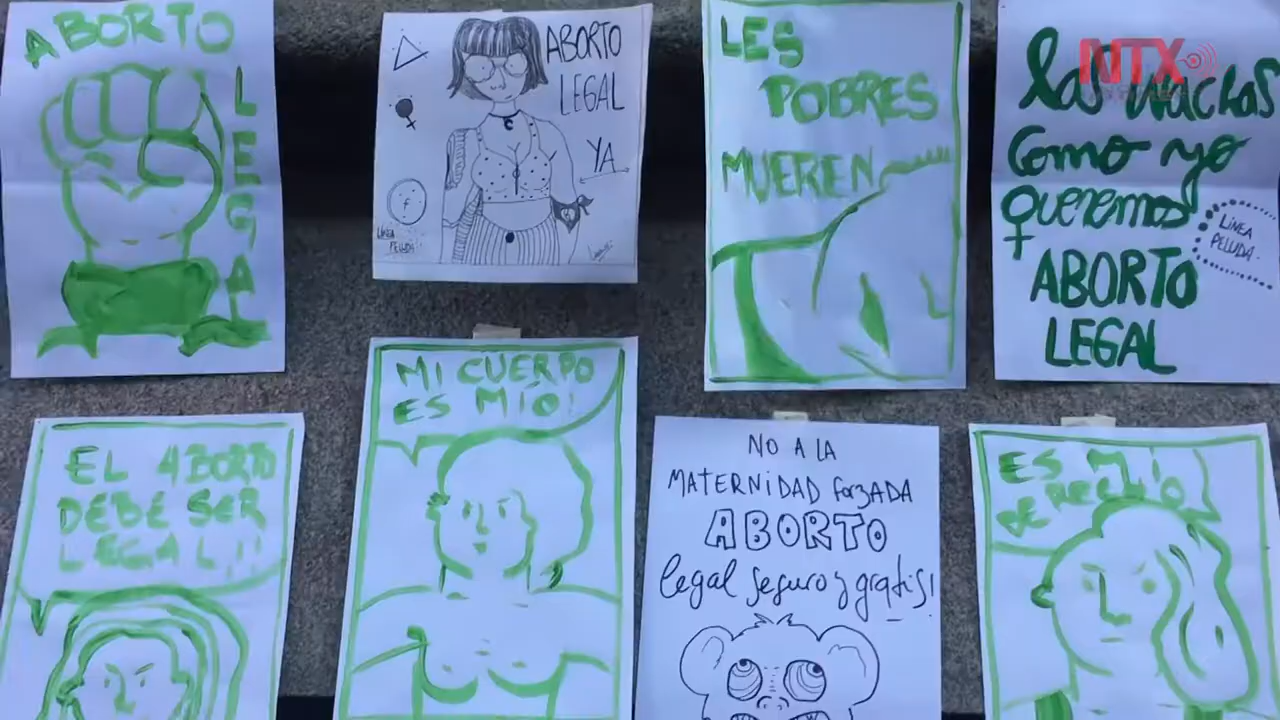 ABORTO
LEGAL
ABORTO
LEGAL
YA
LINEA
PELUDA
LES
POBRES
MUEREN
NTX
las wachas
Como yo
queremos
ABORTO
LEGAL
LINEA
PELUDA.
EL ABORTO
DEBE SER
LEGAL!!
MI CUERPO
ES MÍO!
NO A LA
MATERNIDAD forzADA
ABORTO
legal seguro y gratis!
ES MI
DERECHO